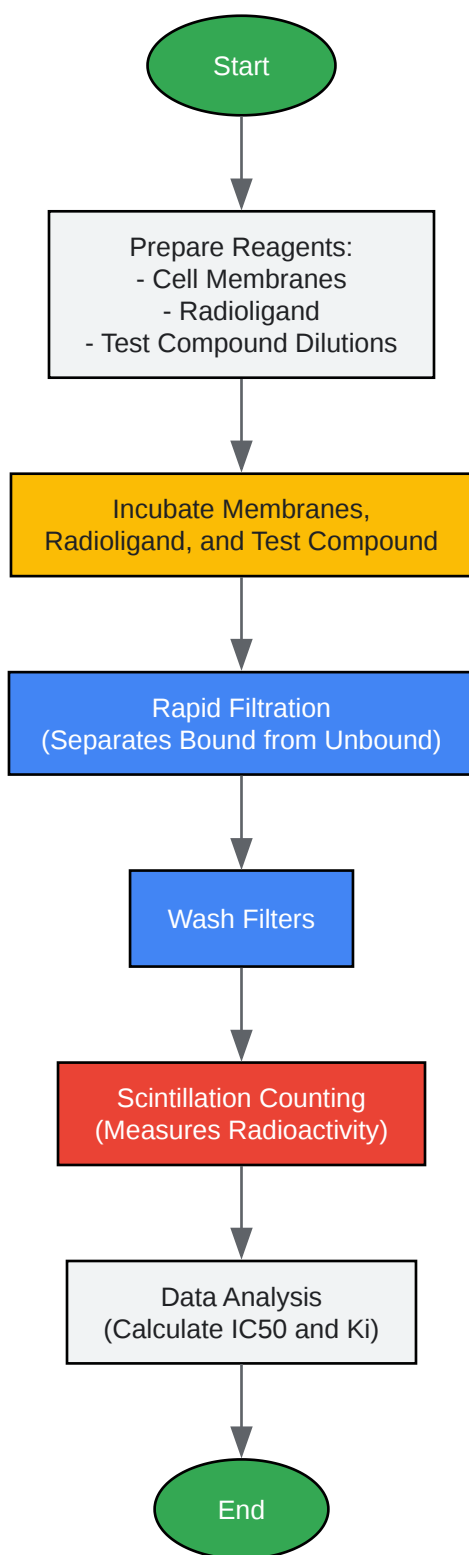 Start
Prepare Reagents:
- Cell Membranes
- Radioligand
- Test Compound Dilutions
Incubate Membranes,
Radioligand, and Test Compound
Rapid Filtration
(Separates Bound from Unbound)
Wash Filters
Scintillation Counting
(Measures Radioactivity)
Data Analysis
(Calculate IC50 and Ki)
End